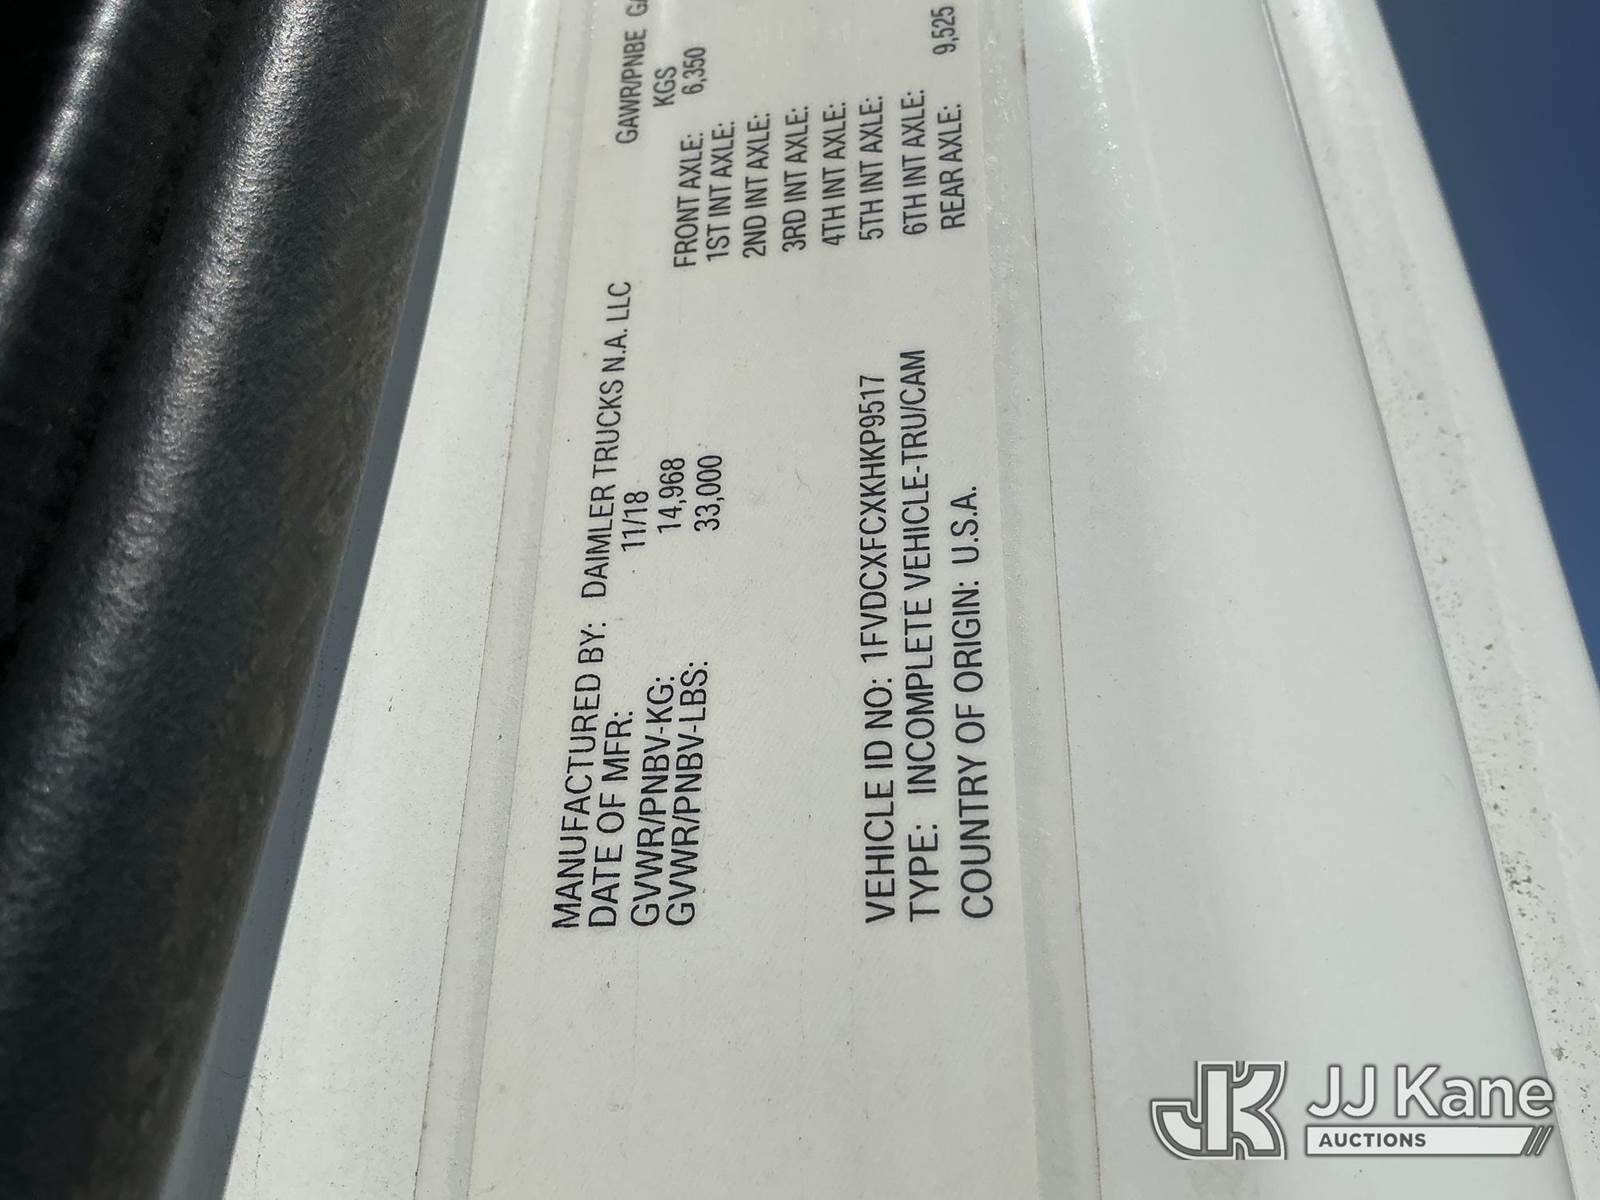 MANUFACTURED BY: DAIMLER TRUCKS N.A. LLC
DATE OF MFR: 11/18
GVWR/PNBV-KG: 14,968
GVWR/PNBV-LBS: 33,000
GAWR/PNBE
KGS
FRONT AXLE: 6,350
1ST INT AXLE:
2ND INT AXLE:
3RD INT AXLE:
4TH INT AXLE:
5TH INT AXLE:
6TH INT AXLE:
REAR AXLE: 9,525
VEHICLE ID NO: 1FVDCXFCXKHKP9517
TYPE: INCOMPLETE VEHICLE-TRU/CAM
COUNTRY OF ORIGIN: U.S.A.
JK JJ Kane
AUCTIONS